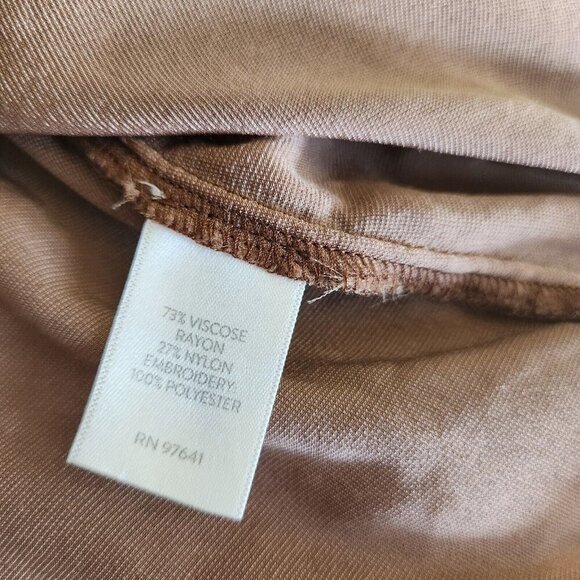 73% VISCOSE
RAYON
27% NYLON
EMBROIDERY:
100% POLYESTER
RN 97641